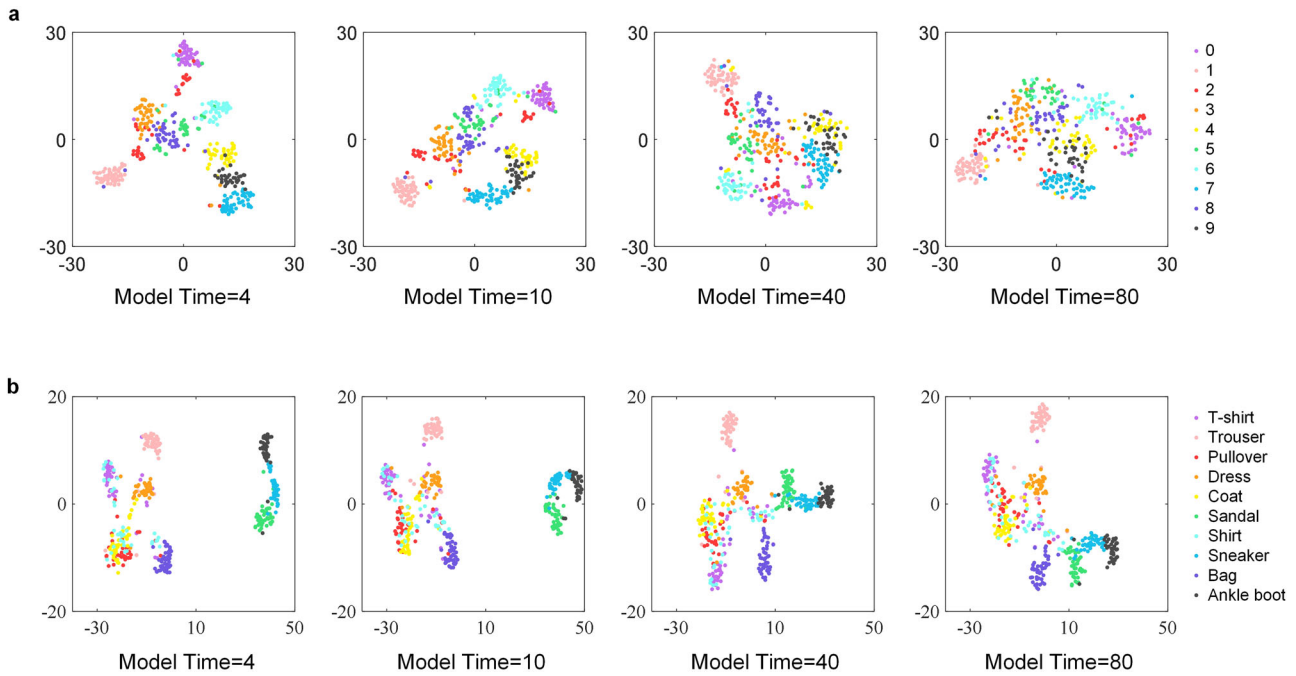 a
30
0
-30
-30 0 30
Model Time=4
30
0
-30
-30 0 30
Model Time=10
30
0
-30
-30 0 30
Model Time=40
30
0
-30
-30 0 30
Model Time=80
0
1
2
3
4
5
6
7
8
9
b
20
0
-20
-30 10 50
Model Time=4
20
0
-20
-30 10 50
Model Time=10
20
0
-20
-30 10 50
Model Time=40
20
0
-20
-30 10 50
Model Time=80
T-shirt
Trouser
Pullover
Dress
Coat
Sandal
Shirt
Sneaker
Bag
Ankle boot